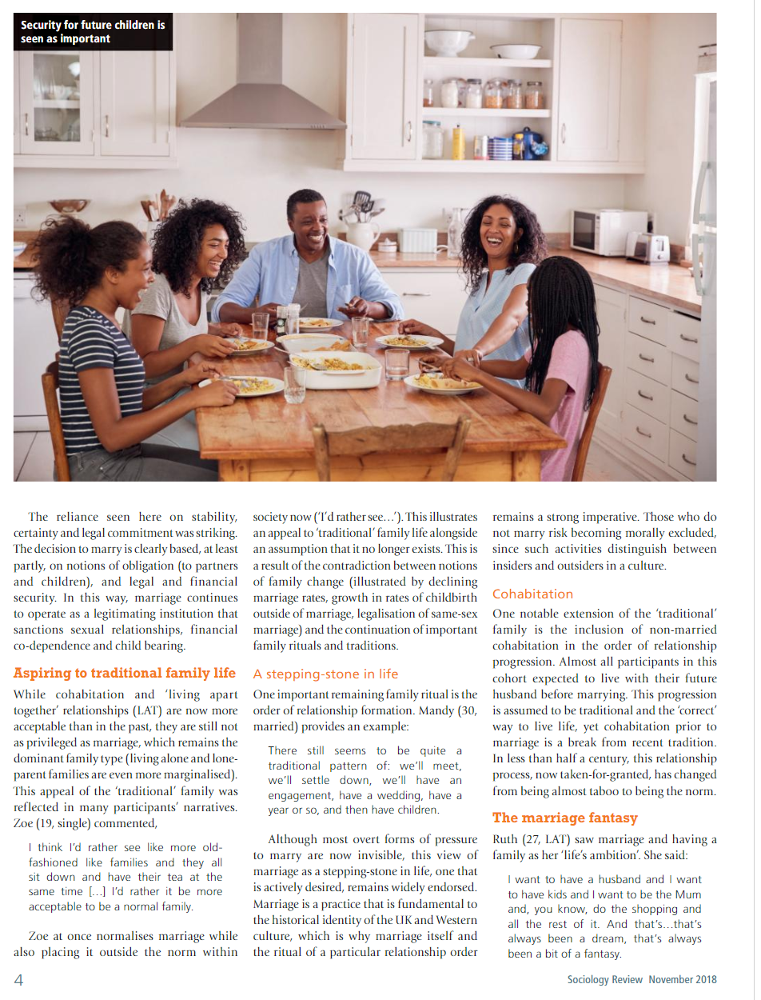 Security for future children is
seen as important
The reliance seen here on stability,
certainty and legal commitment was striking.
The decision to marry is clearly based, at least
partly, on notions of obligation (to partners
and children), and legal and financial
security. In this way, marriage continues
to operate as a legitimating institution that
sanctions sexual relationships, financial
co-dependence and child bearing.
Aspiring to traditional family life
While cohabitation and ‘living apart
together’ relationships (LAT) are now more
acceptable than in the past, they are still not
as privileged as marriage, which remains the
dominant family type (living alone and lone-
parent families are even more marginalised).
This appeal of the ‘traditional’ family was
reflected in many participants’ narratives.
Zoe (19, single) commented,
I think I’d rather see like more old-
fashioned like families and they all
sit down and have their tea at the
same time [...] I’d rather it be more
acceptable to be a normal family.
Zoe at once normalises marriage while
also placing it outside the norm within
society now (‘I’d rather see…’). This illustrates
an appeal to ‘traditional’ family life alongside
an assumption that it no longer exists. This is
a result of the contradiction between notions
of family change (illustrated by declining
marriage rates, growth in rates of childbirth
outside of marriage, legalisation of same-sex
marriage) and the continuation of important
family rituals and traditions.
A stepping-stone in life
One important remaining family ritual is the
order of relationship formation. Mandy (30,
married) provides an example:
There still seems to be quite a
traditional pattern of: we’ll meet,
we’ll settle down, we’ll have an
engagement, have a wedding, have a
year or so, and then have children.
Although most overt forms of pressure
to marry are now invisible, this view of
marriage as a stepping-stone in life, one that
is actively desired, remains widely endorsed.
Marriage is a practice that is fundamental to
the historical identity of the UK and Western
culture, which is why marriage itself and
the ritual of a particular relationship order
remains a strong imperative. Those who do
not marry risk becoming morally excluded,
since such activities distinguish between
insiders and outsiders in a culture.
Cohabitation
One notable extension of the ‘traditional’
family is the inclusion of non-married
cohabitation in the order of relationship
progression. Almost all participants in this
cohort expected to live with their future
husband before marrying. This progression
is assumed to be traditional and the ‘correct’
way to live life, yet cohabitation prior to
marriage is a break from recent tradition.
In less than half a century, this relationship
process, now taken-for-granted, has changed
from being almost taboo to being the norm.
The marriage fantasy
Ruth (27, LAT) saw marriage and having a
family as her ‘life’s ambition’. She said:
I want to have a husband and I want
to have kids and I want to be the Mum
and, you know, do the shopping and
all the rest of it. And that’s…that’s
always been a dream, that’s always
been a bit of a fantasy.
4
Sociology Review November 2018